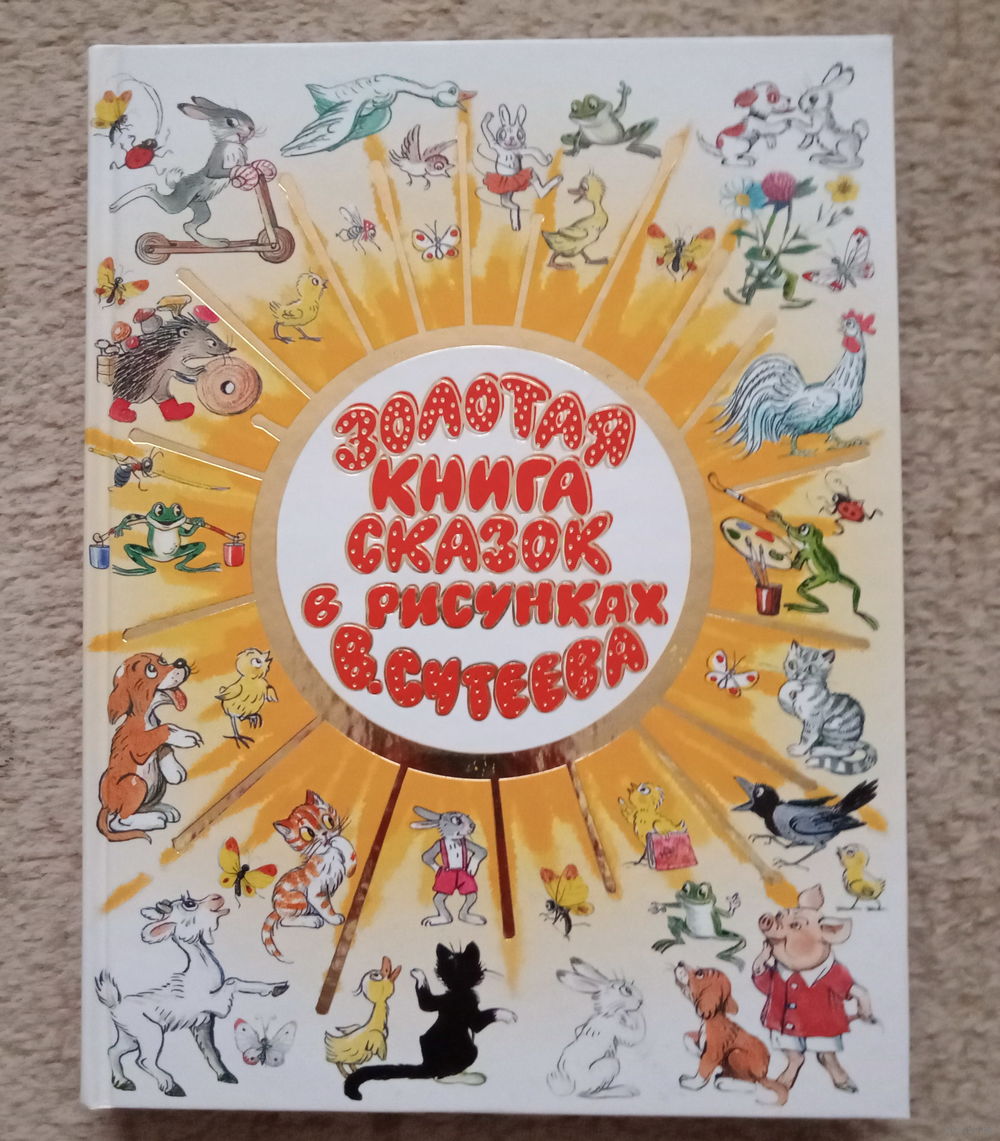 ЗОЛОТАЯ
КНИГА
СКАЗОК
В РИСУНКАХ
В. СУТЕЕВА